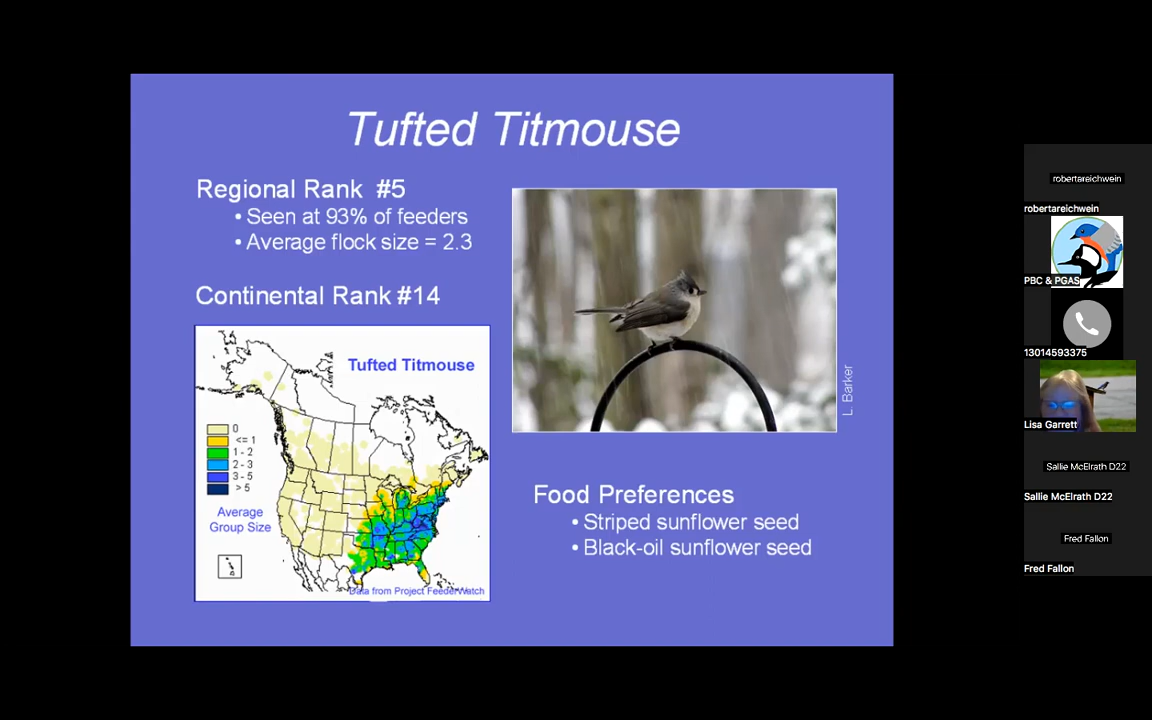 Tufted Titmouse
Regional Rank #5
• Seen at 93% of feeders
• Average flock size = 2.3
Continental Rank #14
Tufted Titmouse
0
<= 1
1 - 2
2 - 3
3 - 5
> 5
Average
Group Size
Data from Project FeederWatch
L. Barker
Food Preferences
• Striped sunflower seed
• Black-oil sunflower seed
robertareichwein
robertareichwein
PBC & PGAS
13014593375
Lisa Garrett
Sallie McElrath D22
Sallie McElrath D22
Fred Fallon
Fred Fallon